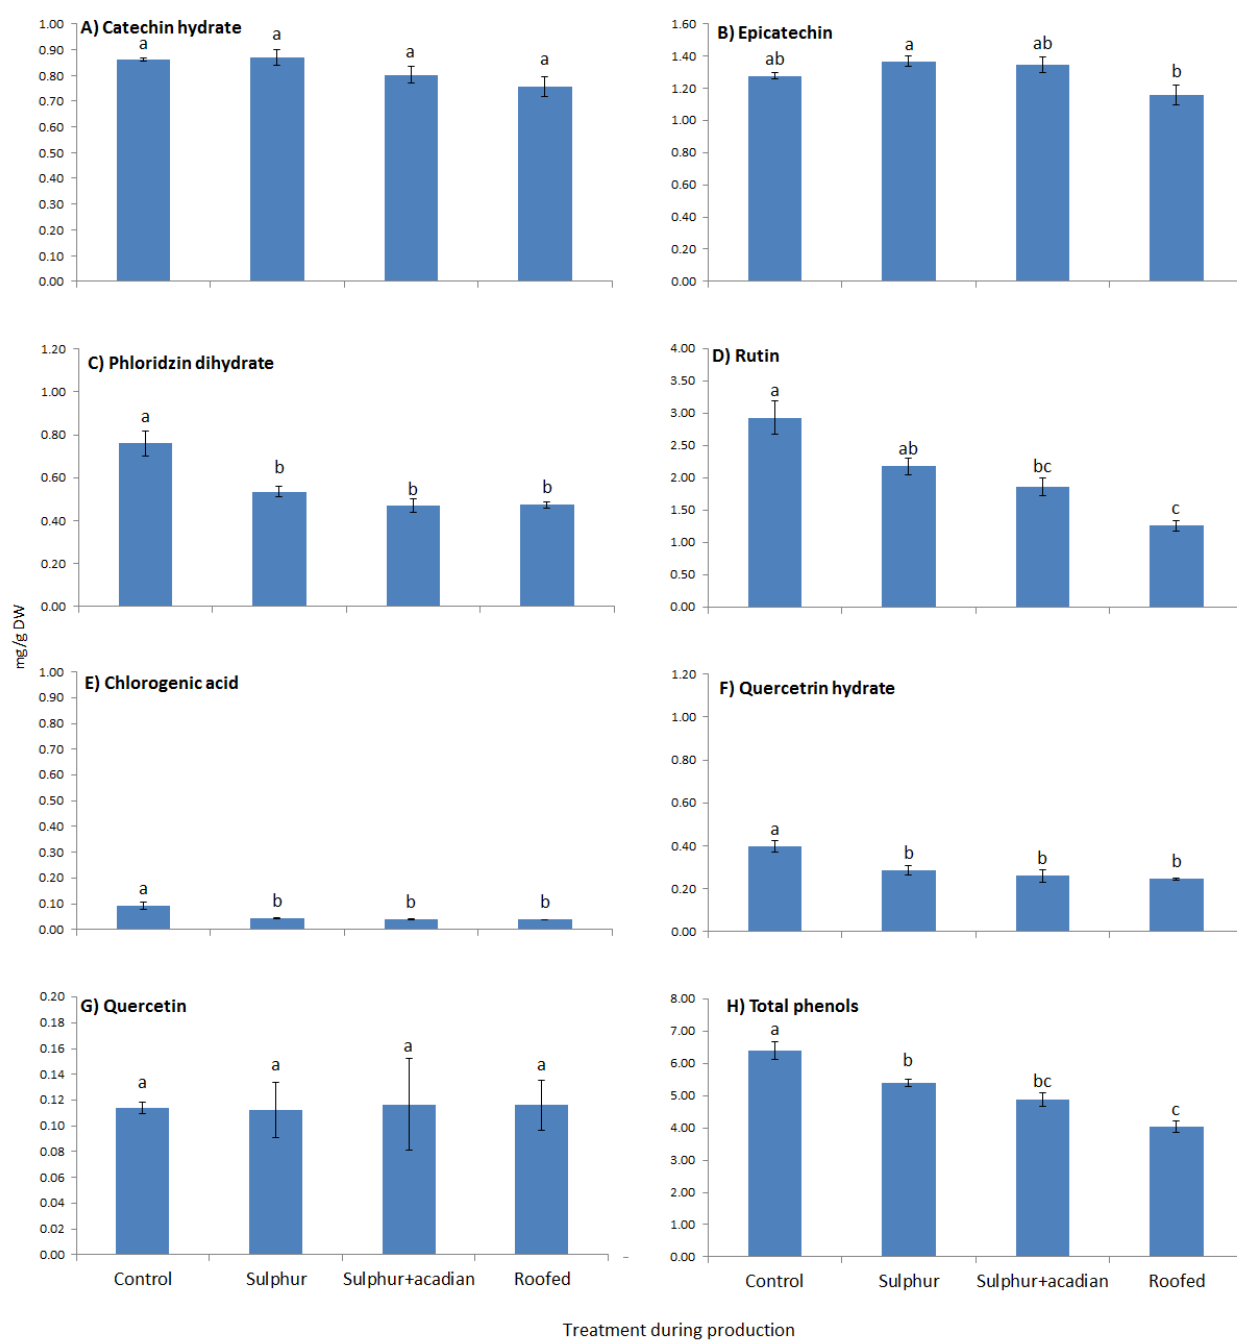 A) Catechin hydrate
1.00
0.90
0.80
0.70
0.60
0.50
0.40
0.30
0.20
0.10
0.00
a
a
a
a
B) Epicatechin
1.60
1.40
1.20
1.00
0.80
0.60
0.40
0.20
0.00
ab
a
ab
b
C) Phloridzin dihydrate
1.20
1.00
0.80
0.60
0.40
0.20
0.00
a
b
b
b
D) Rutin
4.00
3.50
3.00
2.50
2.00
1.50
1.00
0.50
0.00
a
ab
bc
c
mg/g DW
E) Chlorogenic acid
1.00
0.90
0.80
0.70
0.60
0.50
0.40
0.30
0.20
0.10
0.00
a
b
b
b
F) Quercetrin hydrate
1.20
1.00
0.80
0.60
0.40
0.20
0.00
a
b
b
b
G) Quercetin
0.20
0.18
0.16
0.14
0.12
0.10
0.08
0.06
0.04
0.02
0.00
a
a
a
a
Control Sulphur Sulphur+acadian Roofed
H) Total phenols
8.00
7.00
6.00
5.00
4.00
3.00
2.00
1.00
0.00
a
b
bc
c
Control Sulphur Sulphur+acadian Roofed
Treatment during production